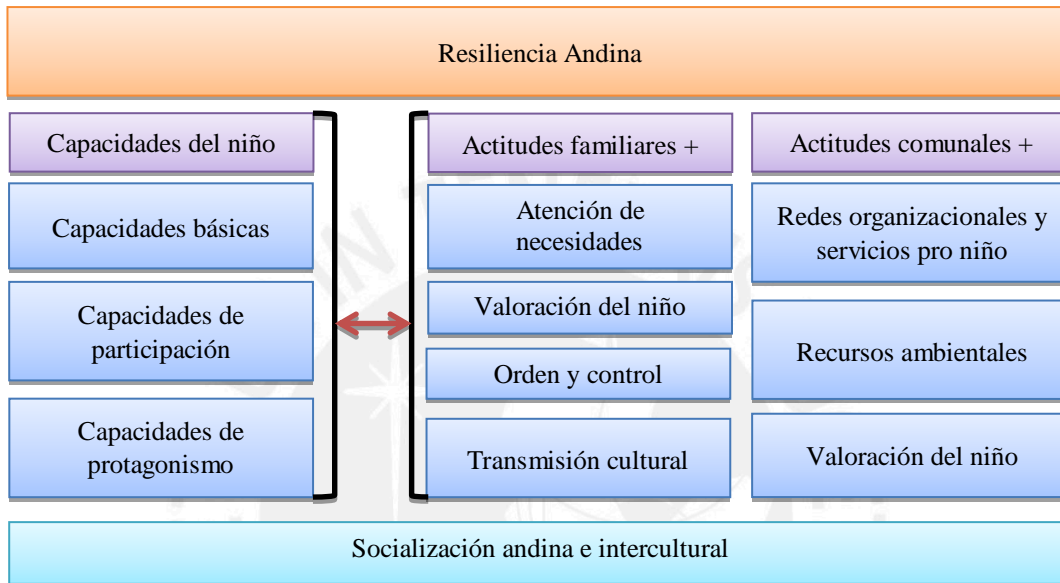 Resiliencia Andina
Capacidades del niño
Capacidades básicas
Capacidades de
participación
Capacidades de
protagonismo
Actitudes familiares +
Atención de
necesidades
Valoración del niño
Orden y control
Transmisión cultural
Actitudes comunales +
Redes organizacionales y
servicios pro niño
Recursos ambientales
Valoración del niño
Socialización andina e intercultural